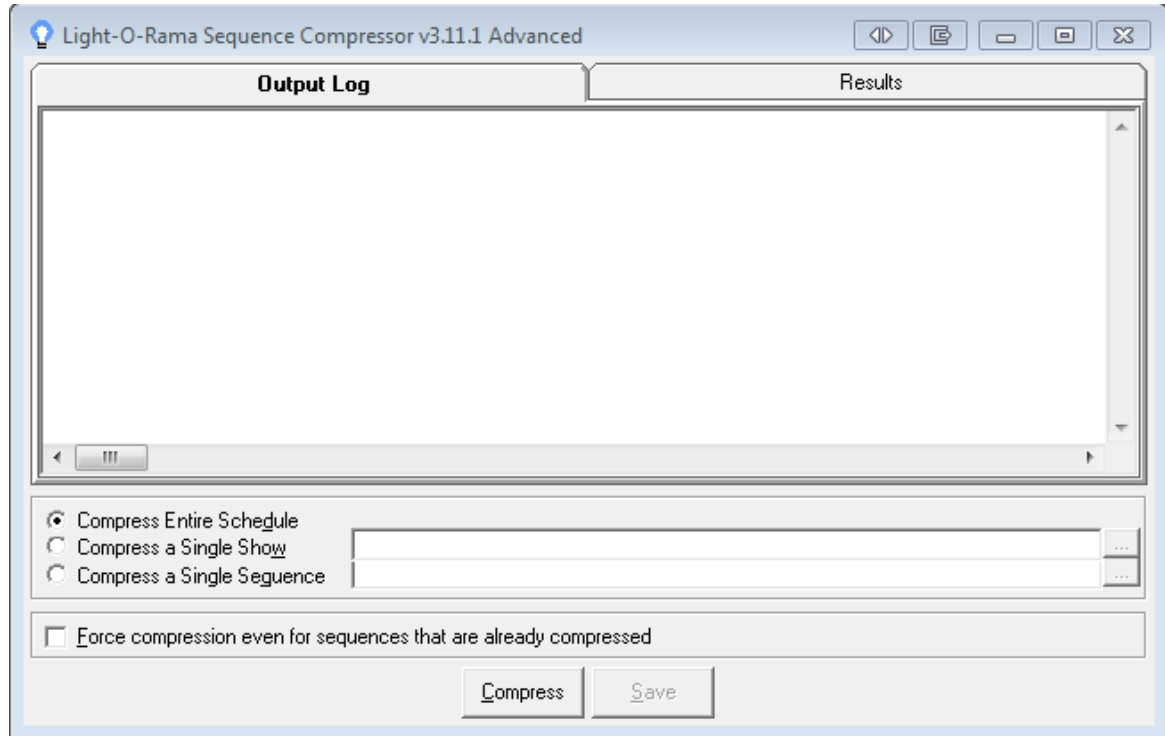 Light-O-Rama Sequence Compressor v3.11.1 Advanced
Output Log
Results
Compress Entire Schedule
Compress a Single Show
...
Compress a Single Sequence
...
Force compression even for sequences that are already compressed
Compress
Save